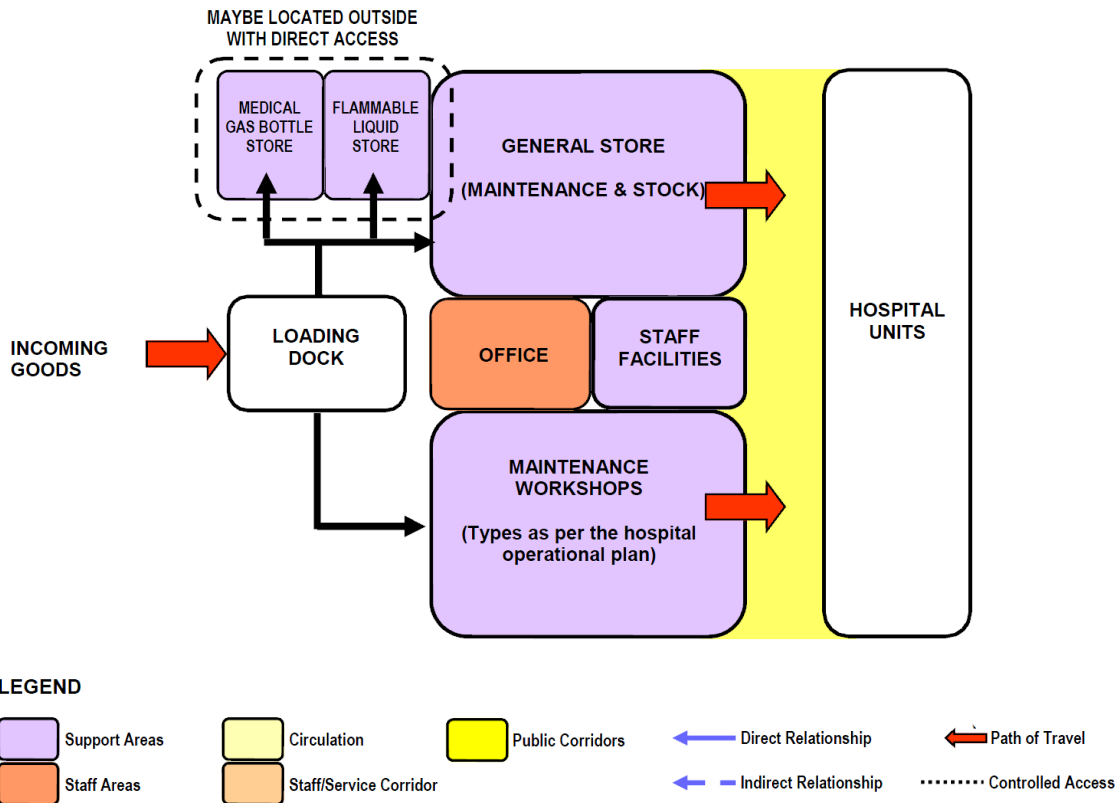 MAYBE LOCATED OUTSIDE
WITH DIRECT ACCESS
MEDICAL
GAS BOTTLE
STORE
FLAMMABLE
LIQUID
STORE
GENERAL STORE
(MAINTENANCE & STOCK)
INCOMING
GOODS
LOADING
DOCK
OFFICE
STAFF
FACILITIES
HOSPITAL
UNITS
MAINTENANCE
WORKSHOPS
(Types as per the hospital
operational plan)
LEGEND
Support Areas
Circulation
Public Corridors
Direct Relationship
Path of Travel
Staff Areas
Staff/Service Corridor
Indirect Relationship
Controlled Access